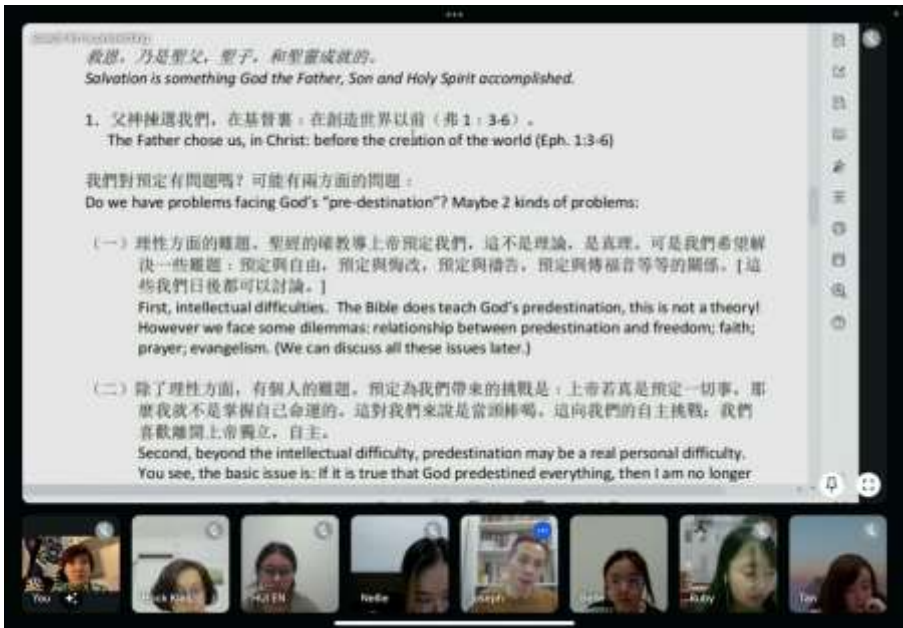 救恩，乃是聖父，聖子，和聖靈成就的。
Salvation is something God the Father, Son and Holy Spirit accomplished.
1. 父神揀選我們，在基督裏：在創造世界以前（弗 1：3-6）。
The Father chose us, in Christ: before the creation of the world (Eph. 1:3-6)
我們對預定有問題嗎？可能有兩方面的問題：
Do we have problems facing God's "pre-destination"? Maybe 2 kinds of problems:
（一）理性方面的難題。聖經的確教導上帝預定我們，這不是理論，是真理。可是我們希望解
決一些難題：預定與自由，預定與悔改，預定與禱告，預定與傳福音等等的關係。[這
些我們日後都可以討論。]
First, intellectual difficulties. The Bible does teach God's predestination, this is not a theory!
However we face some dilemmas: relationship between predestination and freedom; faith;
prayer; evangelism. (We can discuss all these issues later.)
（二）除了理性方面，有個人的難題。預定為我們帶來的挑戰是：上帝若真是預定一切事，那
麼我就不是掌握自己命運的。這對我們來說是當頭棒喝。這向我們的自主挑戰；我們
喜歡離開上帝獨立，自主。
Second, beyond the intellectual difficulty, predestination may be a real personal difficulty.
You see, the basic issue is: If it is true that God predestined everything, then I am no longer
You
HUI EN
Nellie
Joseph
Ruby
Tan